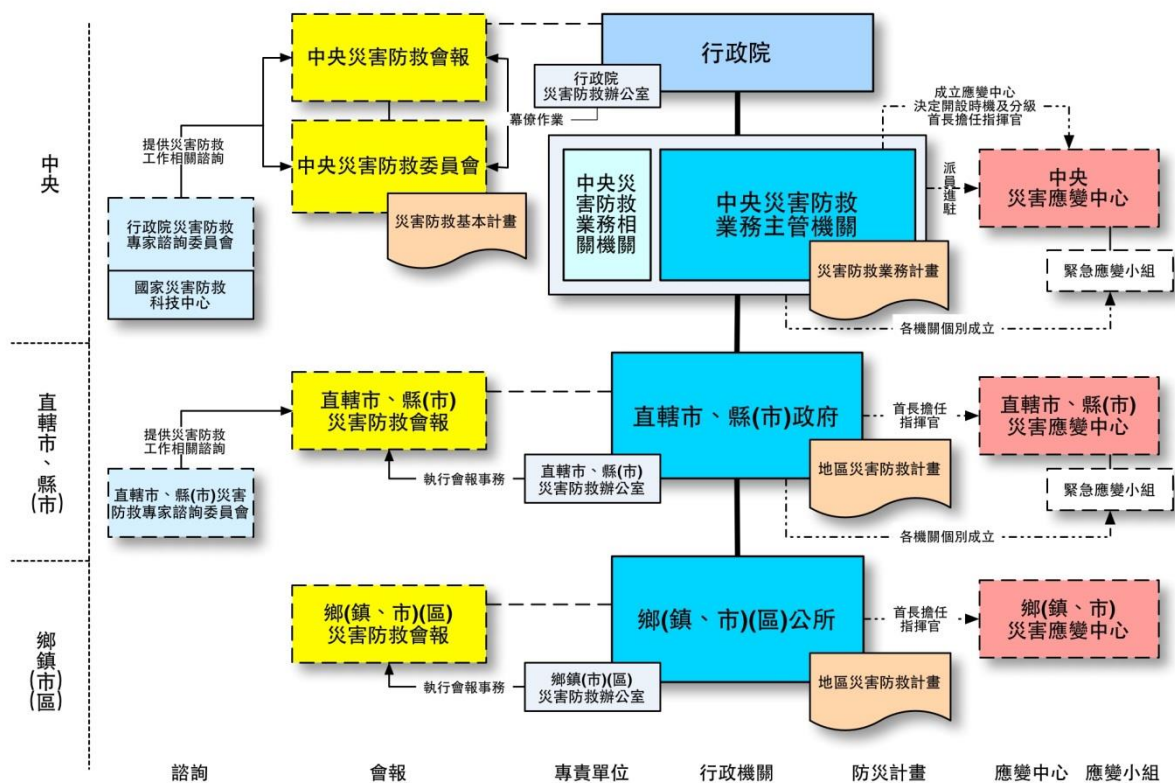 中央
中央災害防救會報
行政院
行政院
災害防救辦公室
幕僚作業
提供災害防救
工作相關諮詢
中央災害防救委員會
災害防救基本計畫
行政院災害防救
專家諮詢委員會
國家災害防救
科技中心
中央災
害防救
業務相
關機關
中央災害防救
業務主管機關
災害防救業務計畫
成立應變中心
決定開設時機及分級
首長擔任指揮官
派員進駐
中央
災害應變中心
緊急應變小組
各機關個別成立
直轄市、縣(市)
直轄市、縣(市)
災害防救會報
提供災害防救
工作相關諮詢
直轄市、縣(市)災害
防救專家諮詢委員會
執行會報事務
直轄市、縣(市)
災害防救辦公室
直轄市、縣(市)政府
地區災害防救計畫
首長擔任
指揮官
直轄市、縣(市)
災害應變中心
緊急應變小組
各機關個別成立
鄉鎮(市)(區)
鄉(鎮、市)(區)
災害防救會報
執行會報事務
鄉鎮(市)(區)
災害防救辦公室
鄉(鎮、市)(區)公所
地區災害防救計畫
首長擔任
指揮官
鄉(鎮、市)
災害應變中心
諮詢
會報
專責單位
行政機關
防災計畫
應變中心
應變小組